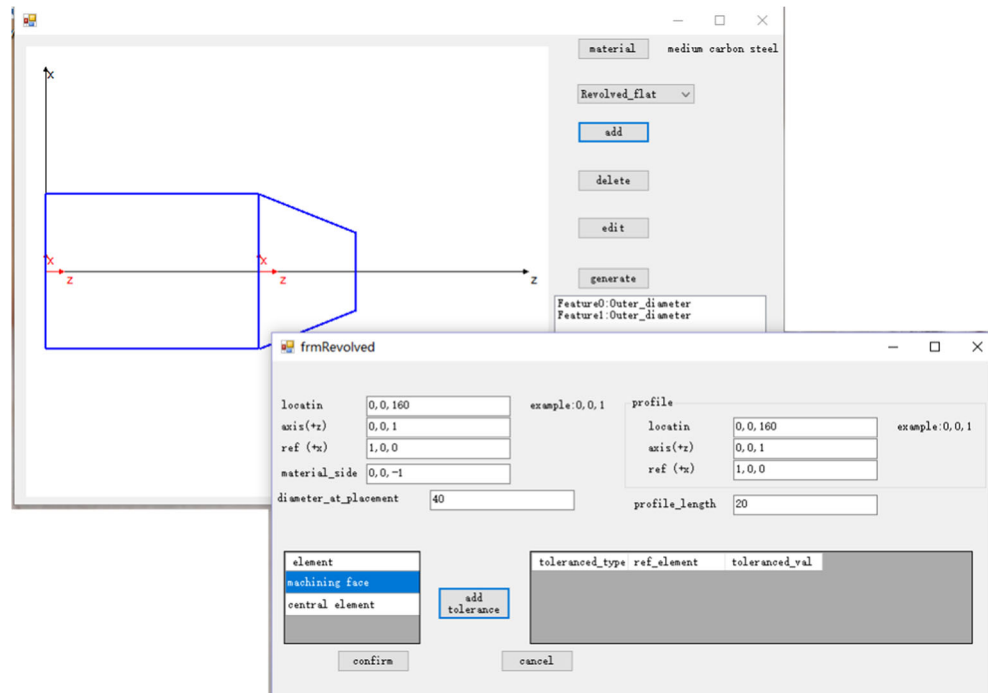 material medium carbon steel
x
Revolved_flat
add
delete
edit
x x
z z z
generate
Feature0:Outer_diameter
Feature1:Outer_diameter
frmRevolved
locatin 0,0,160 example:0,0,1
axis(+z) 0,0,1
ref (+x) 1,0,0
material_side 0,0,-1
diameter_at_placement 40
profile
locatin 0,0,160 example:0,0,1
axis(+z) 0,0,1
ref (+x) 1,0,0
profile_length 20
element
machining face
central element
add
tolerance
toleranced_type ref_element toleranced_val
confirm cancel